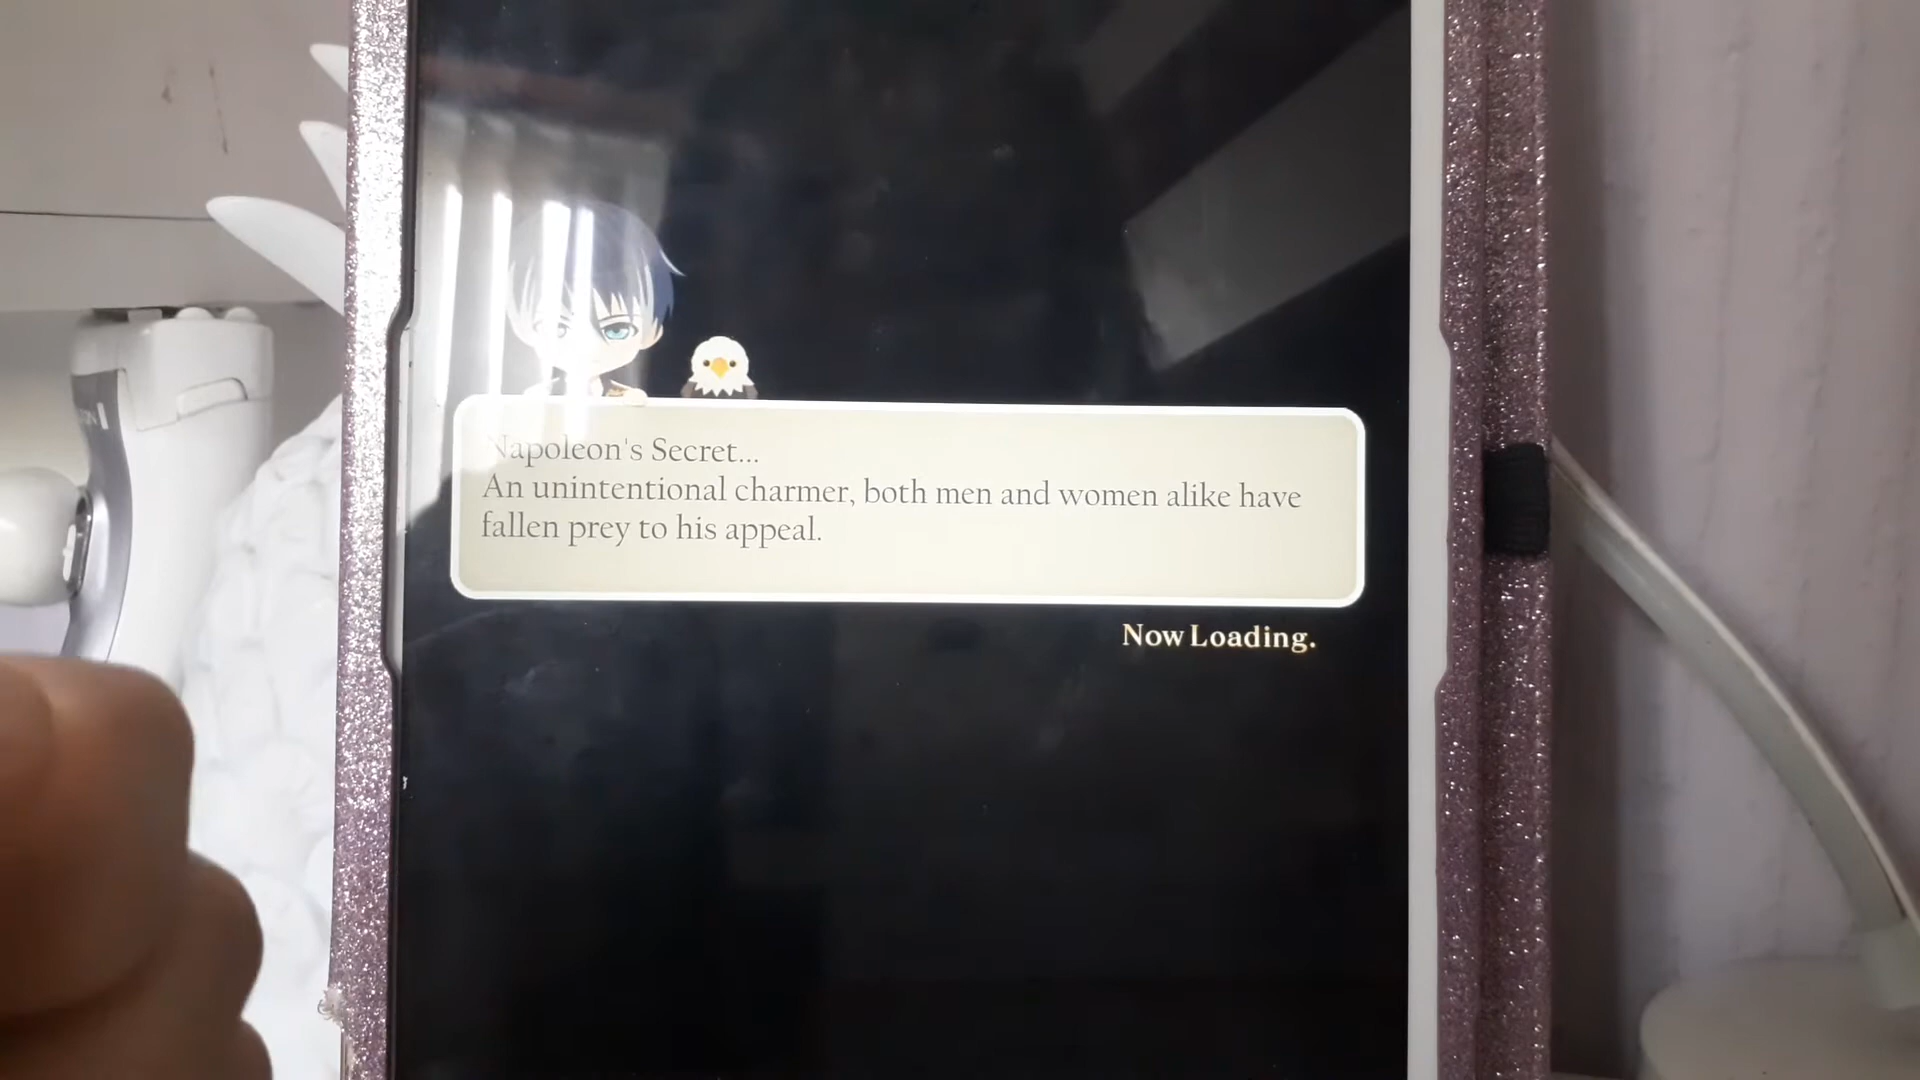 Napoleon's Secret...
An unintentional charmer, both men and women alike have
fallen prey to his appeal.
Now Loading.